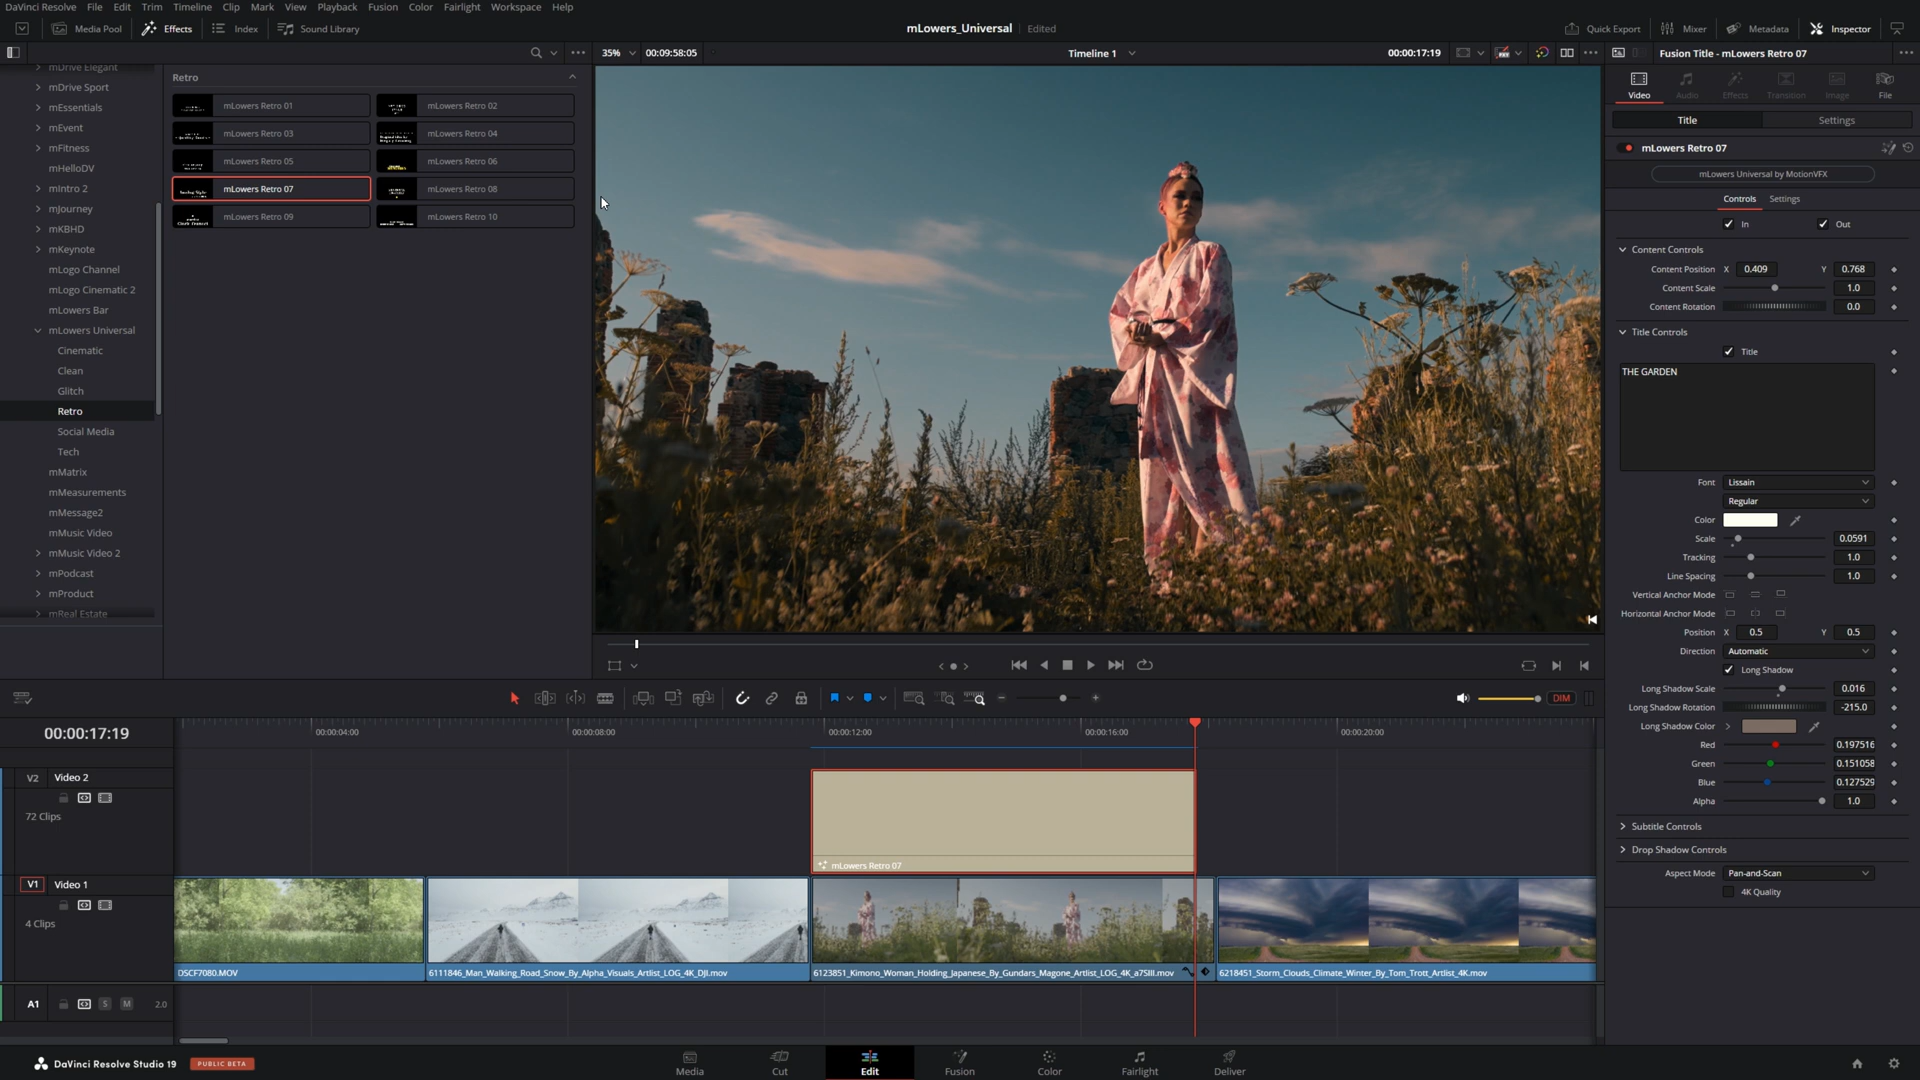 DaVinci Resolve File Edit Trim Timeline Clip Mark View Playback Fusion Color Fairlight Workspace Help
Media Pool Effects Index Sound Library mLowers_Universal Edited Quick Export Mixer Metadata Inspector
35% 00:09:58:05 Timeline 1 00:00:17:19 Fusion Title - mLowers Retro 07
mDrive Elegant
mDrive Sport
mEssentials
mEvent
mFitness
mHelloDV
mIntro 2
mJourney
mKBHD
mKeynote
mLogo Channel
mLogo Cinematic 2
mLowers Bar
mLowers Universal
Cinematic
Clean
Glitch
Retro
Social Media
Tech
mMatrix
mMeasurements
mMessage2
mMusic Video
mMusic Video 2
mPodcast
mProduct
mReal Estate
Retro
mLowers Retro 01 mLowers Retro 02
mLowers Retro 03 mLowers Retro 04
mLowers Retro 05 mLowers Retro 06
mLowers Retro 07 mLowers Retro 08
mLowers Retro 09 mLowers Retro 10
Video Audio Effects Transition Image File
Title Settings
mLowers Retro 07
mLowers Universal by MotionVFX
Controls Settings
In Out
Content Controls
Content Position X 0.409 Y 0.768
Content Scale 1.0
Content Rotation 0.0
Title Controls
Title
THE GARDEN
Font Lissain
Regular
Color
Scale 0.0591
Tracking 1.0
Line Spacing 1.0
Vertical Anchor Mode
Horizontal Anchor Mode
Position X 0.5 Y 0.5
Direction Automatic
Long Shadow
Long Shadow Scale 0.016
Long Shadow Rotation -215.0
Long Shadow Color
Red 0.197516
Green 0.151058
Blue 0.127529
Alpha 1.0
Subtitle Controls
Drop Shadow Controls
Aspect Mode Pan-and-Scan
4K Quality
DIM
00:00:17:19 00:00:04:00 00:00:08:00 00:00:12:00 00:00:16:00 00:00:20:00
V2 Video 2
72 Clips
mLowers Retro 07
V1 Video 1
4 Clips
DSCF7080.MOV 6111846_Man_Walking_Road_Snow_By_Alpha_Visuals_Artlist_LOG_4K_DJI.mov 6123851_Kimono_Woman_Holding_Japanese_By_Gundars_Magone_Artlist_LOG_4K_a7SIII.mov 6218451_Storm_Clouds_Climate_Winter_By_Tom_Trott_Artlist_4K.mov
A1 S M 2.0
DaVinci Resolve Studio 19 PUBLIC BETA
Media Cut Edit Fusion Color Fairlight Deliver